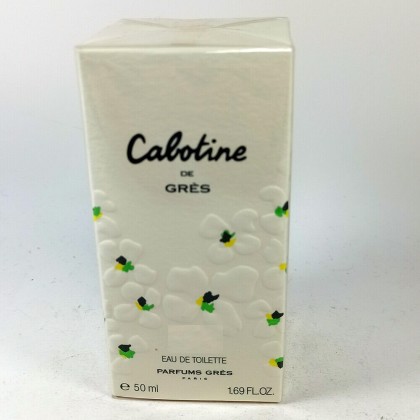 Cabotine
DE
GRÈS
EAU DE TOILETTE
PARFUMS GRÈS
PARIS
℮ 50 ml 1.69 FL.OZ.